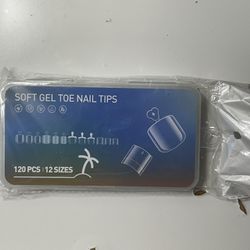 SOFT GEL TOE NAIL TIPS
120 PCS 12 SIZES